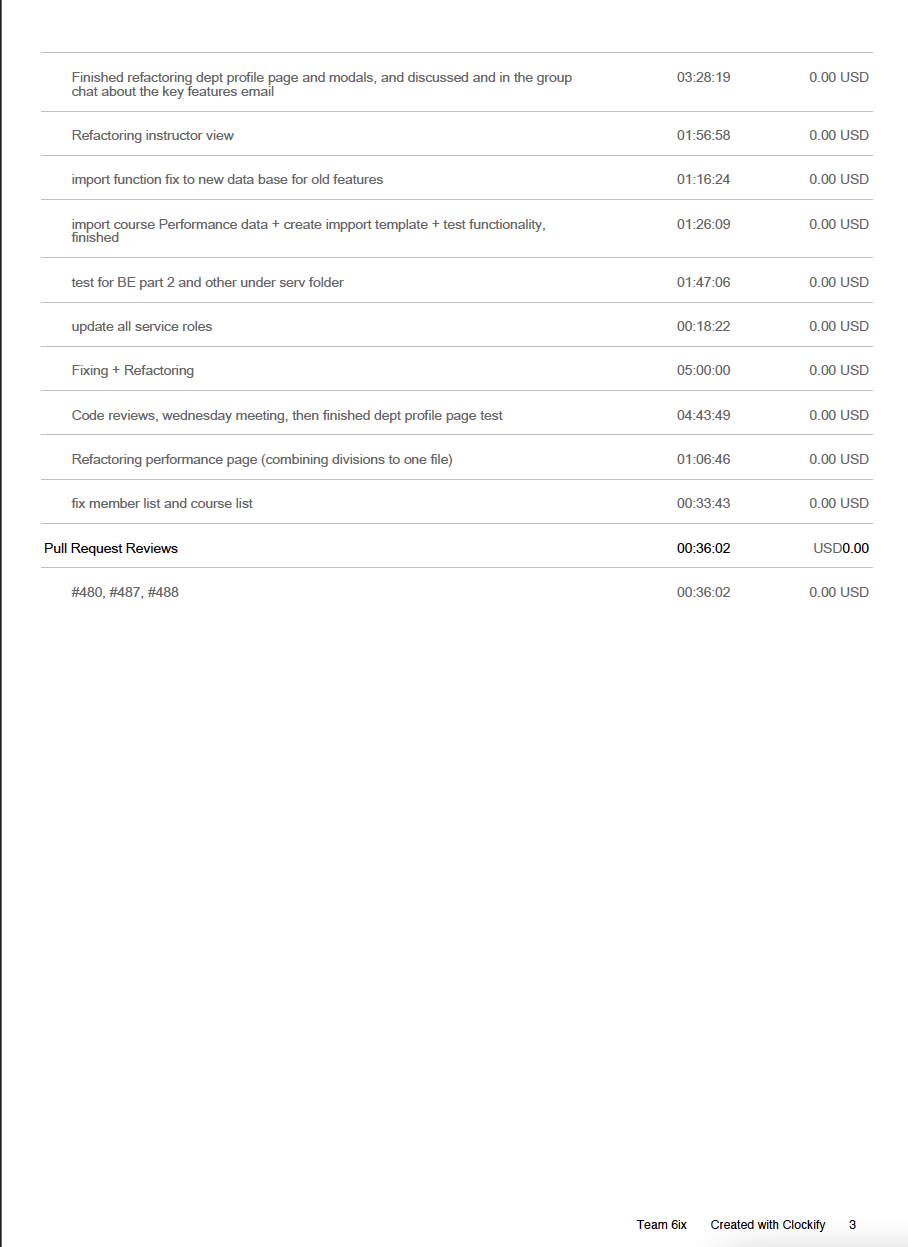 Finished refactoring dept profile page and modals, and discussed and in the group 03:28:19 0.00 USD
chat about the key features email
Refactoring instructor view 01:56:58 0.00 USD
import function fix to new data base for old features 01:16:24 0.00 USD
import course Performance data + create impport template + test functionality, 01:26:09 0.00 USD
finished
test for BE part 2 and other under serv folder 01:47:06 0.00 USD
update all service roles 00:18:22 0.00 USD
Fixing + Refactoring 05:00:00 0.00 USD
Code reviews, wednesday meeting, then finished dept profile page test 04:43:49 0.00 USD
Refactoring performance page (combining divisions to one file) 01:06:46 0.00 USD
fix member list and course list 00:33:43 0.00 USD
Pull Request Reviews 00:36:02 USD0.00
#480, #487, #488 00:36:02 0.00 USD
Team 6ix Created with Clockify 3